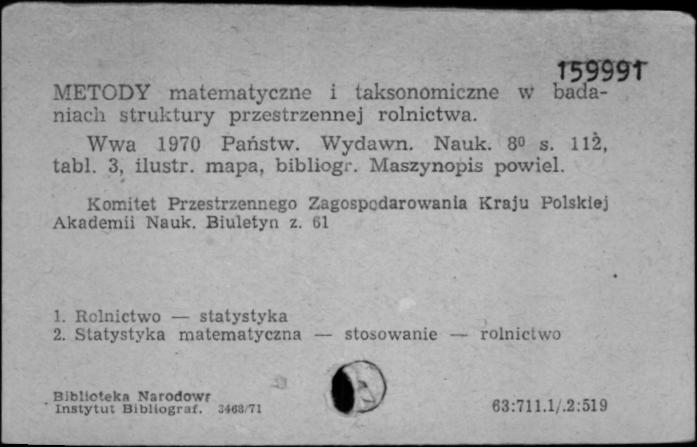 159991
METODY matematyczne i taksonomiczne w bada-
niach struktury przestrzennej rolnictwa.
Wwa 1970 Państw. Wydawn. Nauk. 8º s. 112,
tabl. 3, ilustr. mapa, bibliogr. Maszynopis powiel.
Komitet Przestrzennego Zagospodarowania Kraju Polskiej
Akademii Nauk. Biuletyn z. 61
1. Rolnictwo — statystyka
2. Statystyka matematyczna — stosowanie — rolnictwo
Biblioteka Narodowr
Instytut Bibliograf. 3468/71
63:711.1/.2:519